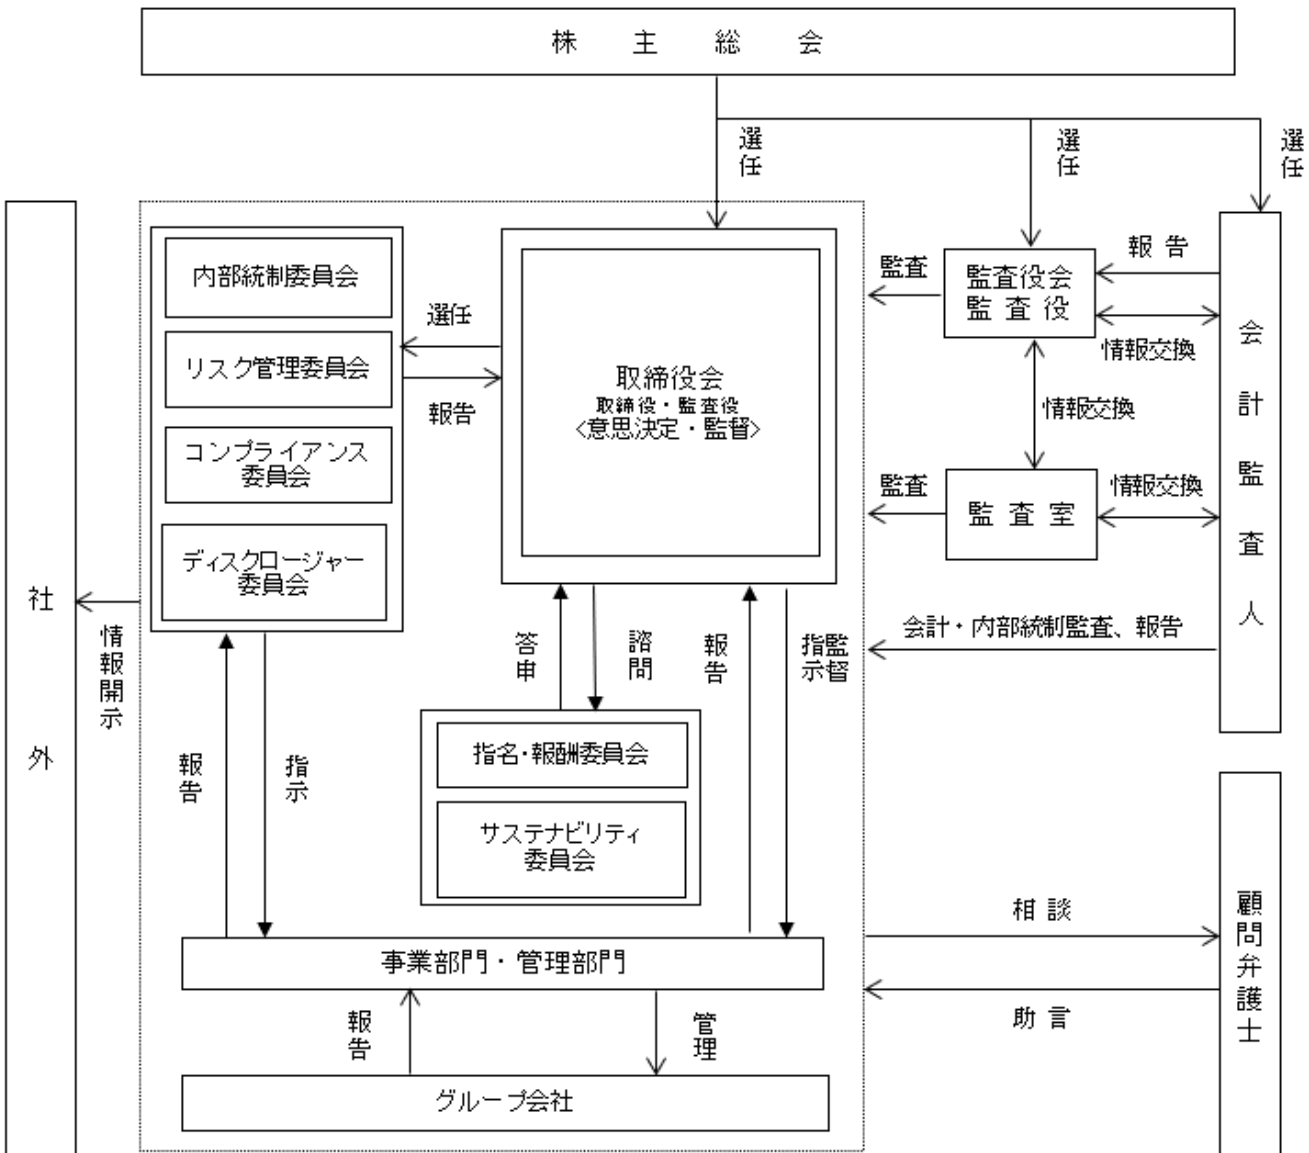 株主総会
選任
選任
選任
内部統制委員会
リスク管理委員会
コンプライアンス
委員会
ディスクロージャー
委員会
選任
報告
取締役会
取締役・監査役
<意思決定・監督>
監査
監査役会
監査役
報告
情報交換
情報交換
監査
監査室
情報交換
会計監査人
会計・内部統制監査、報告
社外
情報開示
答申
諮問
報告
指示
監督
指名・報酬委員会
サステナビリティ
委員会
報告
指示
事業部門・管理部門
報告
管理
グループ会社
相談
助言
顧問弁護士